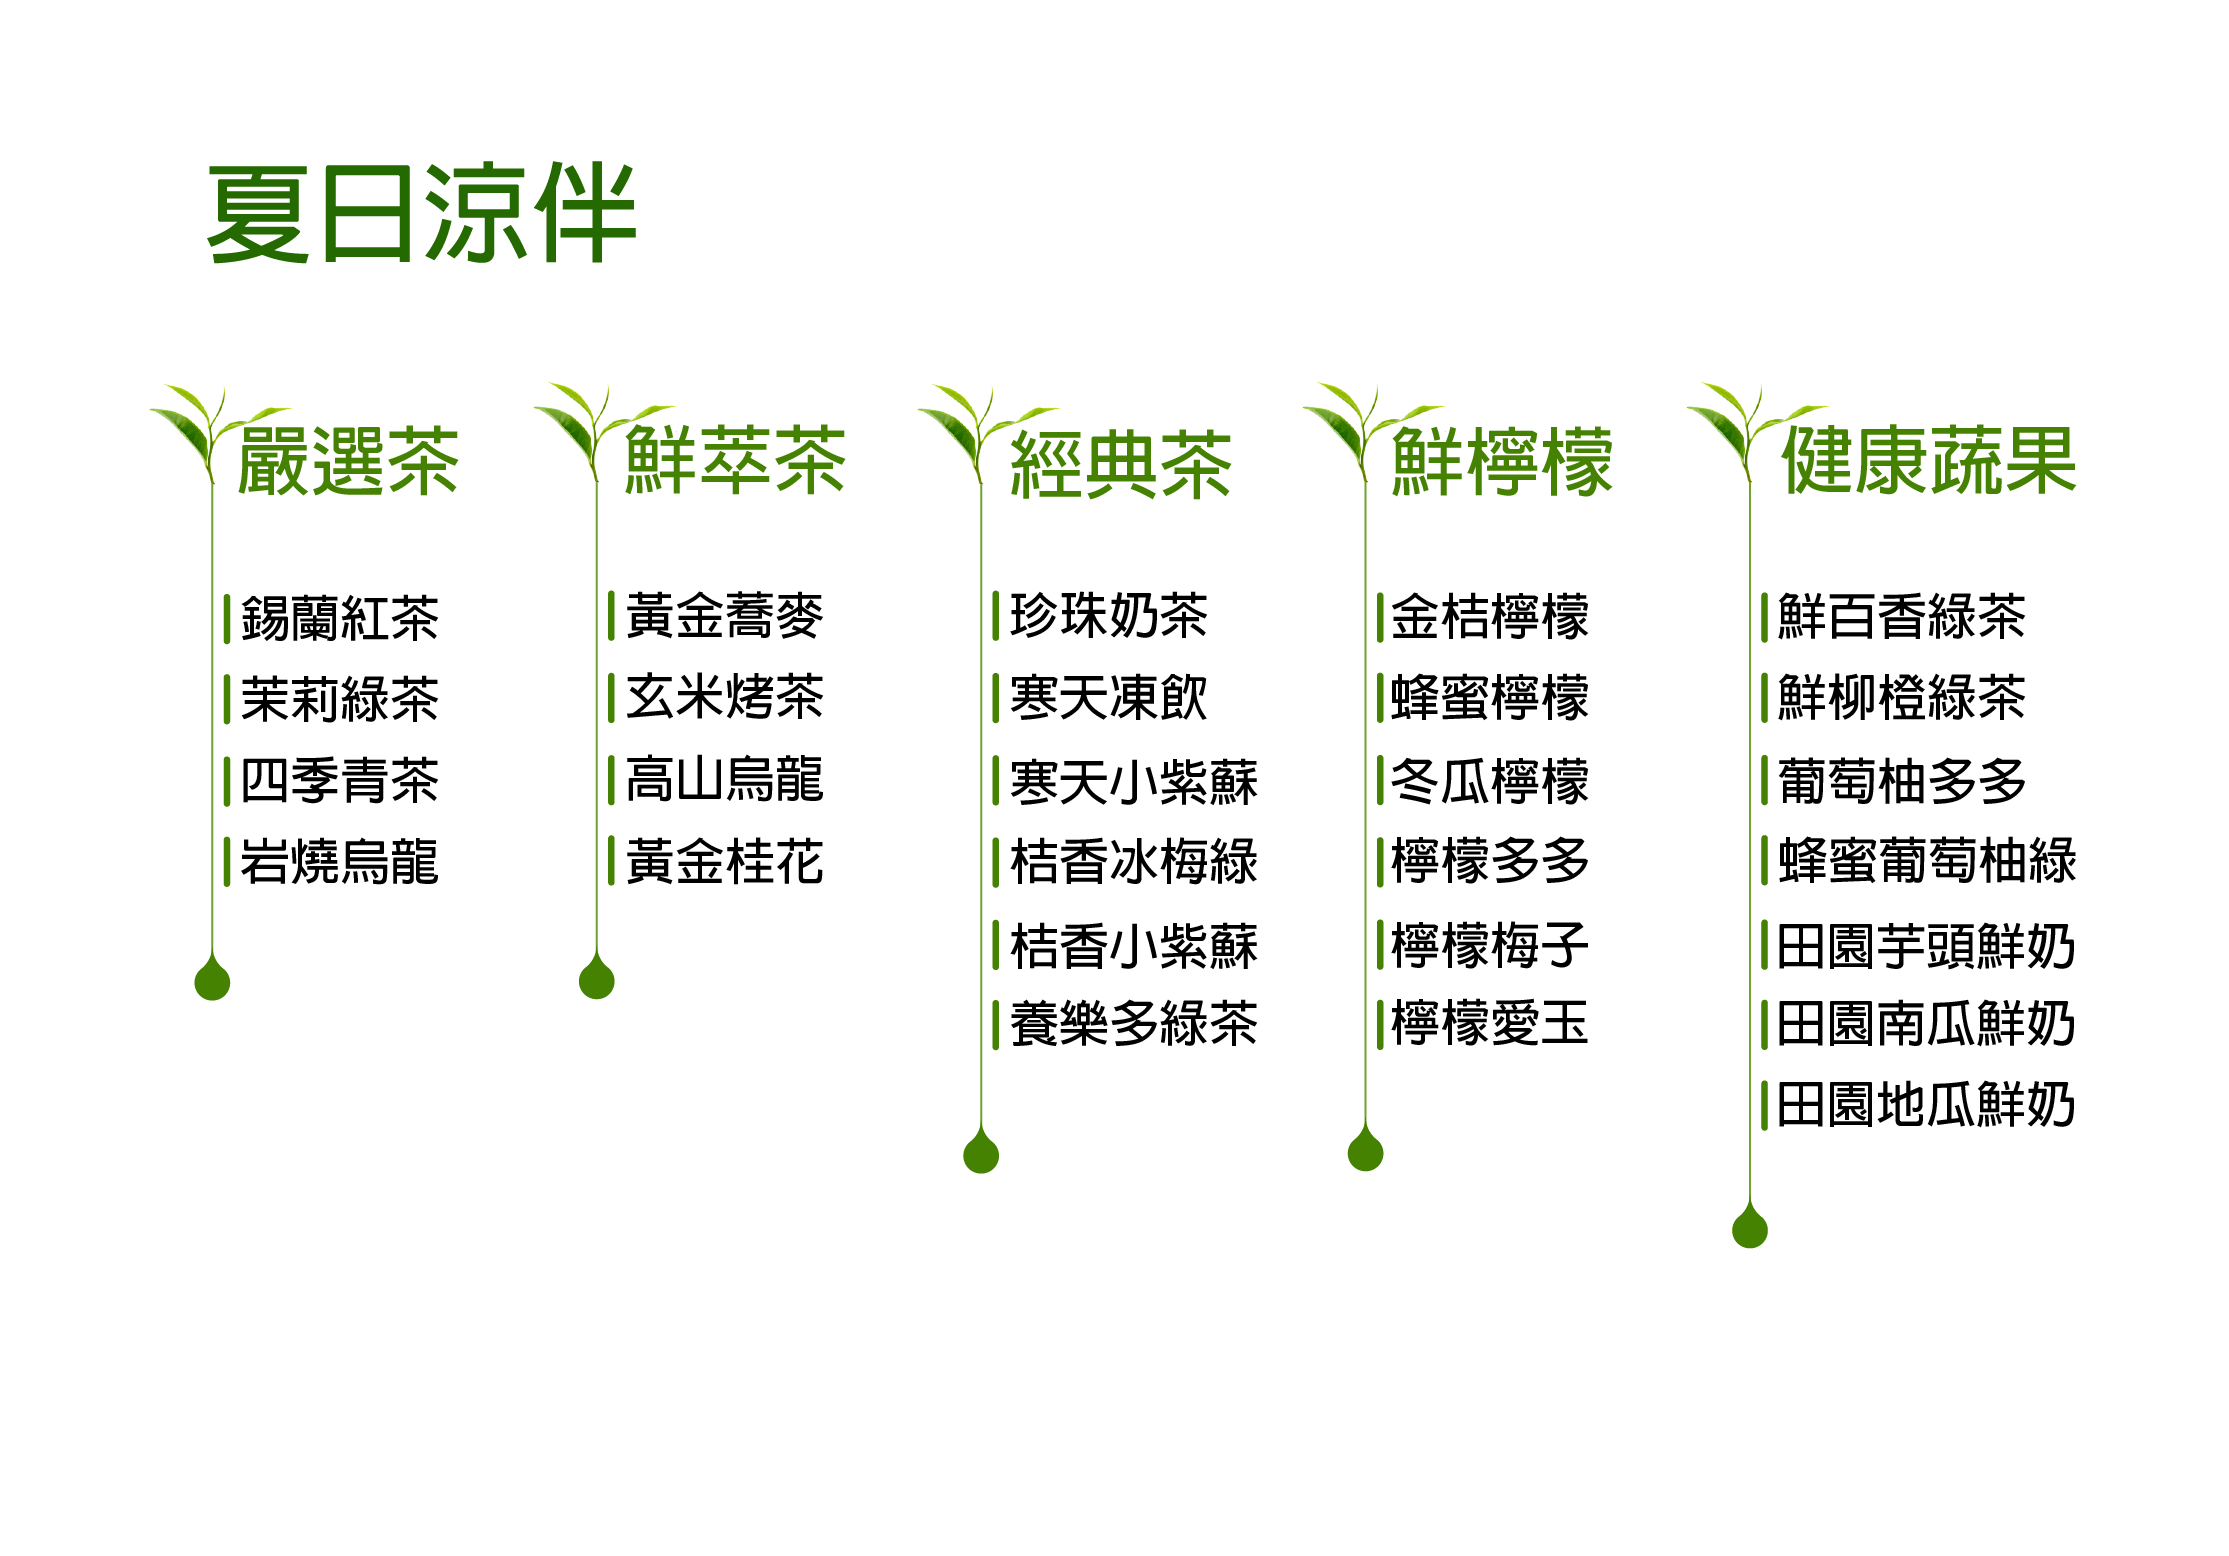 夏日涼伴
嚴選茶
錫蘭紅茶
茉莉綠茶
四季青茶
岩燒烏龍
鮮萃茶
黃金蕎麥
玄米烤茶
高山烏龍
黃金桂花
經典茶
珍珠奶茶
寒天凍飲
寒天小紫蘇
桔香冰梅綠
桔香小紫蘇
養樂多綠茶
鮮檸檬
金桔檸檬
蜂蜜檸檬
冬瓜檸檬
檸檬多多
檸檬梅子
檸檬愛玉
健康蔬果
鮮百香綠茶
鮮柳橙綠茶
葡萄柚多多
蜂蜜葡萄柚綠
田園芋頭鮮奶
田園南瓜鮮奶
田園地瓜鮮奶